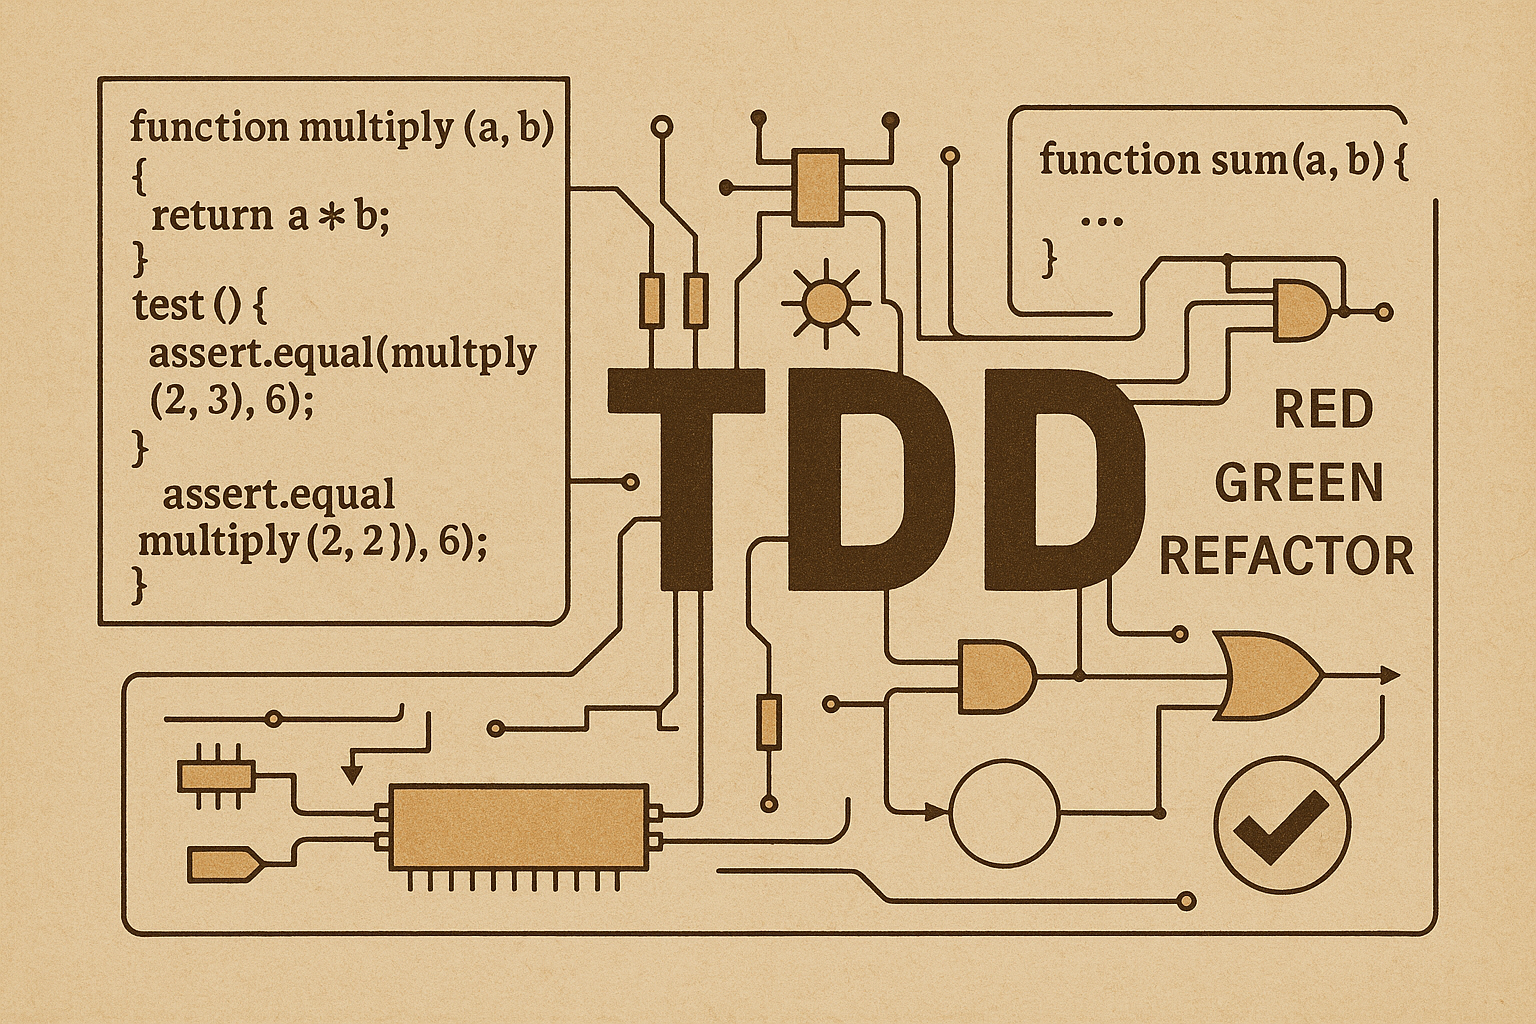 function multiply (a, b)
{
return a * b;
}
test () {
assert.equal(multply
(2, 3), 6);
}
assert.equal
multiply (2, 2}), 6);
}
function sum(a, b) {
...
}
TDD
RED
GREEN
REFACTOR